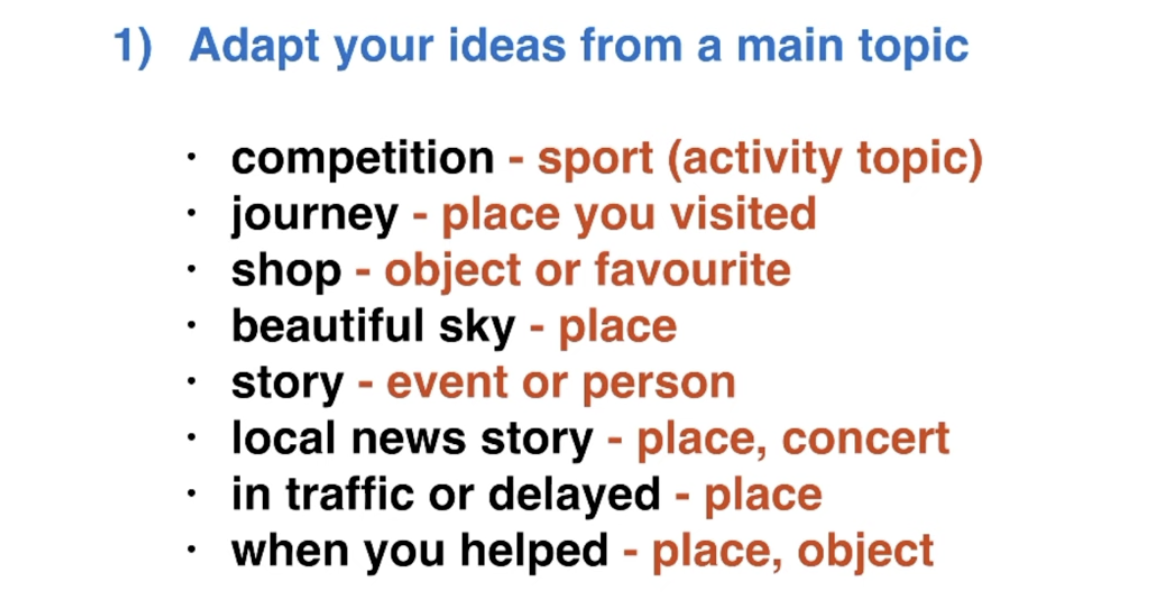 1) Adapt your ideas from a main topic
· competition - sport (activity topic)
· journey - place you visited
· shop - object or favourite
· beautiful sky - place
· story - event or person
· local news story - place, concert
· in traffic or delayed - place
· when you helped - place, object